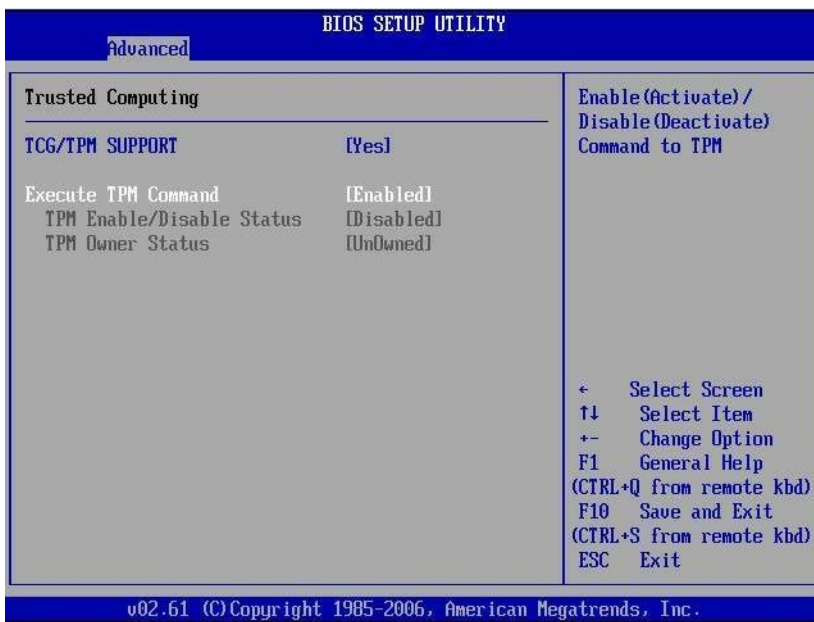 BIOS SETUP UTILITY
Advanced
Trusted Computing
TCG/TPM SUPPORT [Yes]
Execute TPM Command [Enabled]
TPM Enable/Disable Status [Disabled]
TPM Owner Status [UnOwned]
Enable(Activate)/
Disable(Deactivate)
Command to TPM
← Select Screen
↑↓ Select Item
+- Change Option
F1 General Help
(CTRL+Q from remote kbd)
F10 Save and Exit
(CTRL+S from remote kbd)
ESC Exit
v02.61 (C)Copyright 1985-2006, American Megatrends, Inc.